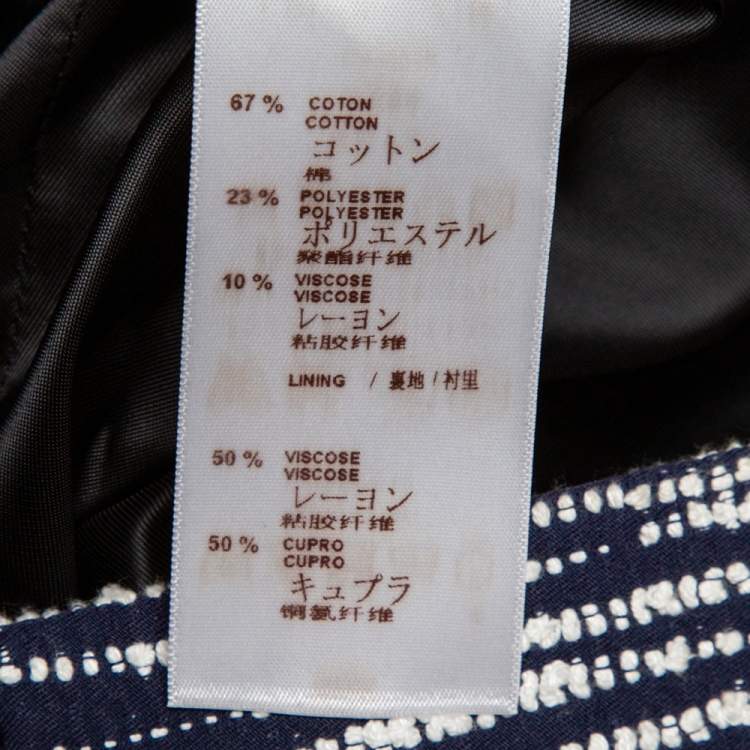 67 % COTON
COTTON
コットン
棉
23 % POLYESTER
POLYESTER
ポリエステル
聚酯纤维
10 % VISCOSE
VISCOSE
レーヨン
粘胶纤维
LINING / 裏地 / 衬里
50 % VISCOSE
VISCOSE
レーヨン
粘胶纤维
50 % CUPRO
CUPRO
キュプラ
铜氨纤维